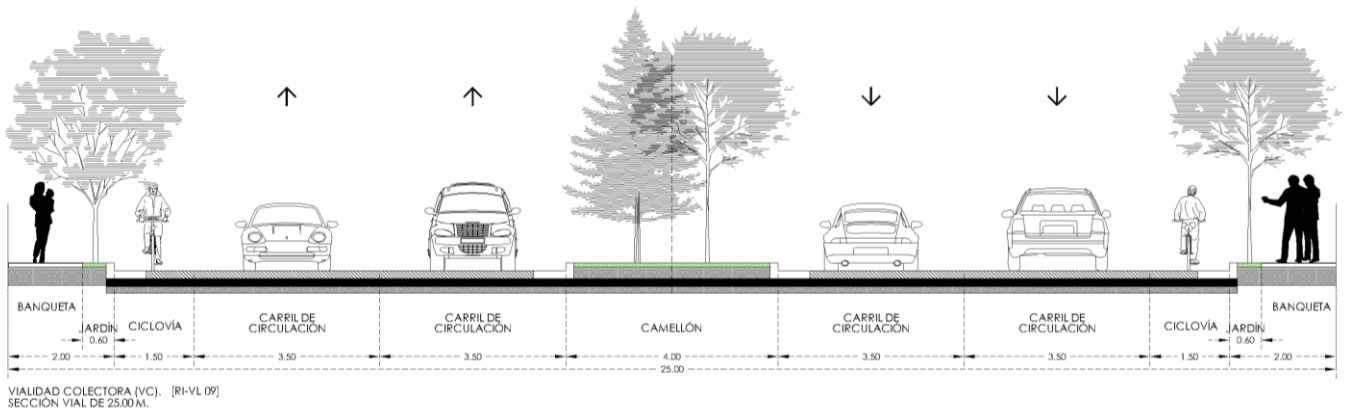 BANQUETA
JARDÍN
0.60
CICLOVÍA
CARRIL DE
CIRCULACIÓN
CARRIL DE
CIRCULACIÓN
CAMELLÓN
CARRIL DE
CIRCULACIÓN
CARRIL DE
CIRCULACIÓN
CICLOVÍA
JARDÍN
0.60
BANQUETA
2.00 1.50 3.50 3.50 4.00 3.50 3.50 1.50 2.00
25.00
VIALIDAD COLECTORA (VC). [RI-VL 09]
SECCIÓN VIAL DE 25.00 M.